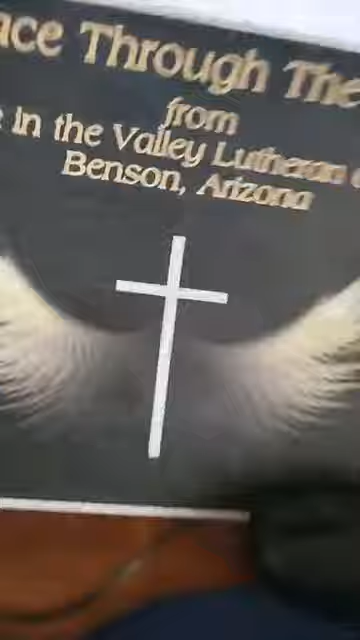 ace Through The
from
in the Valley Lutheran
Benson, Arizona